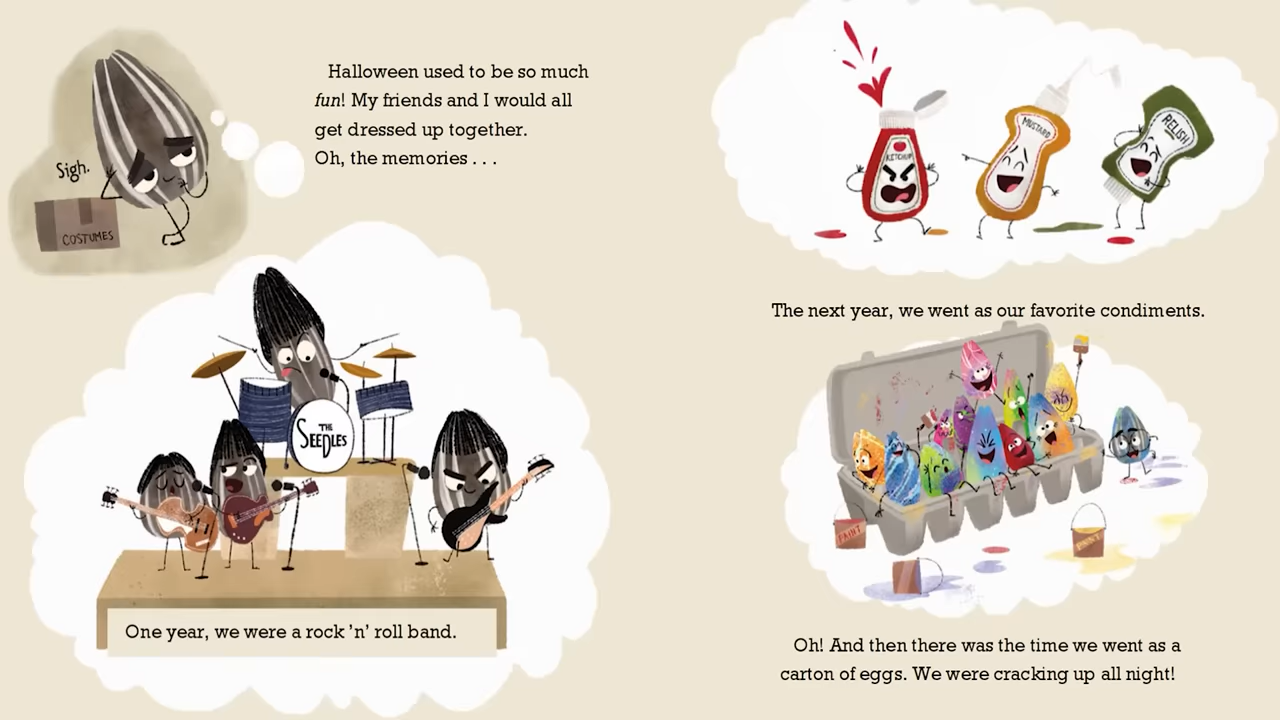 Halloween used to be so much
fun! My friends and I would all
get dressed up together.
Oh, the memories . . .
Sigh.
COSTUMES
THE
SEEDLES
One year, we were a rock ’n’ roll band.
KETCHUP
MUSTARD
RELISH
The next year, we went as our favorite condiments.
PAINT
PAINT
Oh! And then there was the time we went as a
carton of eggs. We were cracking up all night!